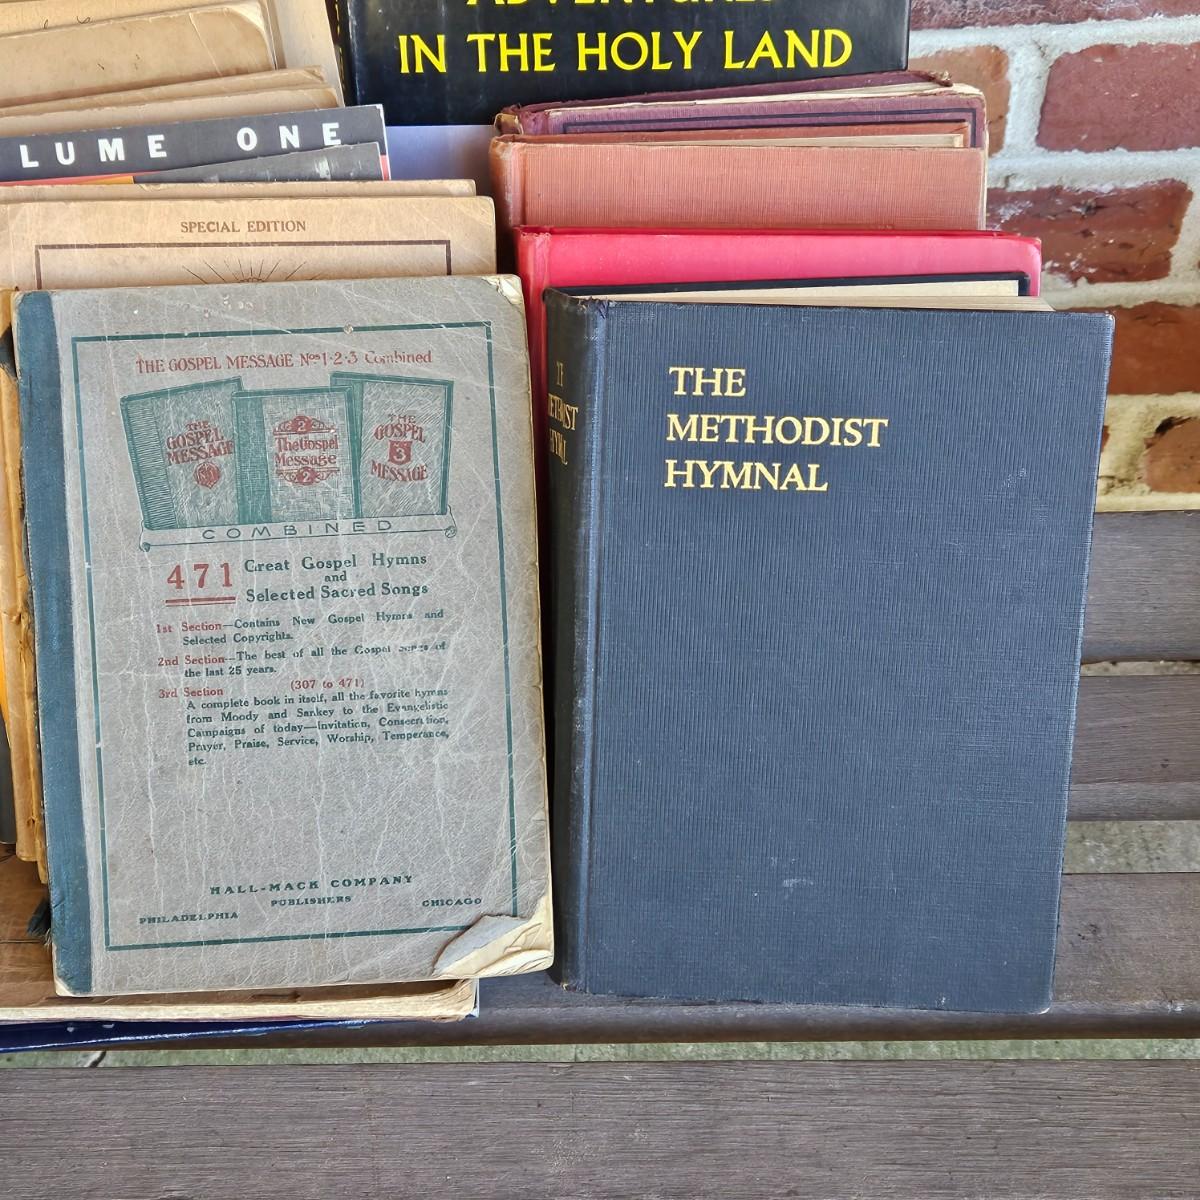 IN THE HOLY LAND
LUME ONE
SPECIAL EDITION
THE GOSPEL MESSAGE Nos 1-2-3 Combined
THE
GOSPEL
MESSAGE
2
The Gospel
Message
2
THE
GOSPEL
3
MESSAGE
COMBINED
471 Great Gospel Hymns
and
Selected Sacred Songs
1st Section—Contains New Gospel Hymns and
Selected Copyrights.
2nd Section—The best of all the Gospel songs of
the last 25 years.
3rd Section (307 to 471)
A complete book in itself, all the favorite hymns
from Moody and Sankey to the Evangelistic
Campaigns of today—Invitation, Consecration,
Prayer, Praise, Service, Worship, Temperance,
etc.
HALL-MACK COMPANY
PUBLISHERS
PHILADELPHIA CHICAGO
THE
METHODIST
HYMNAL